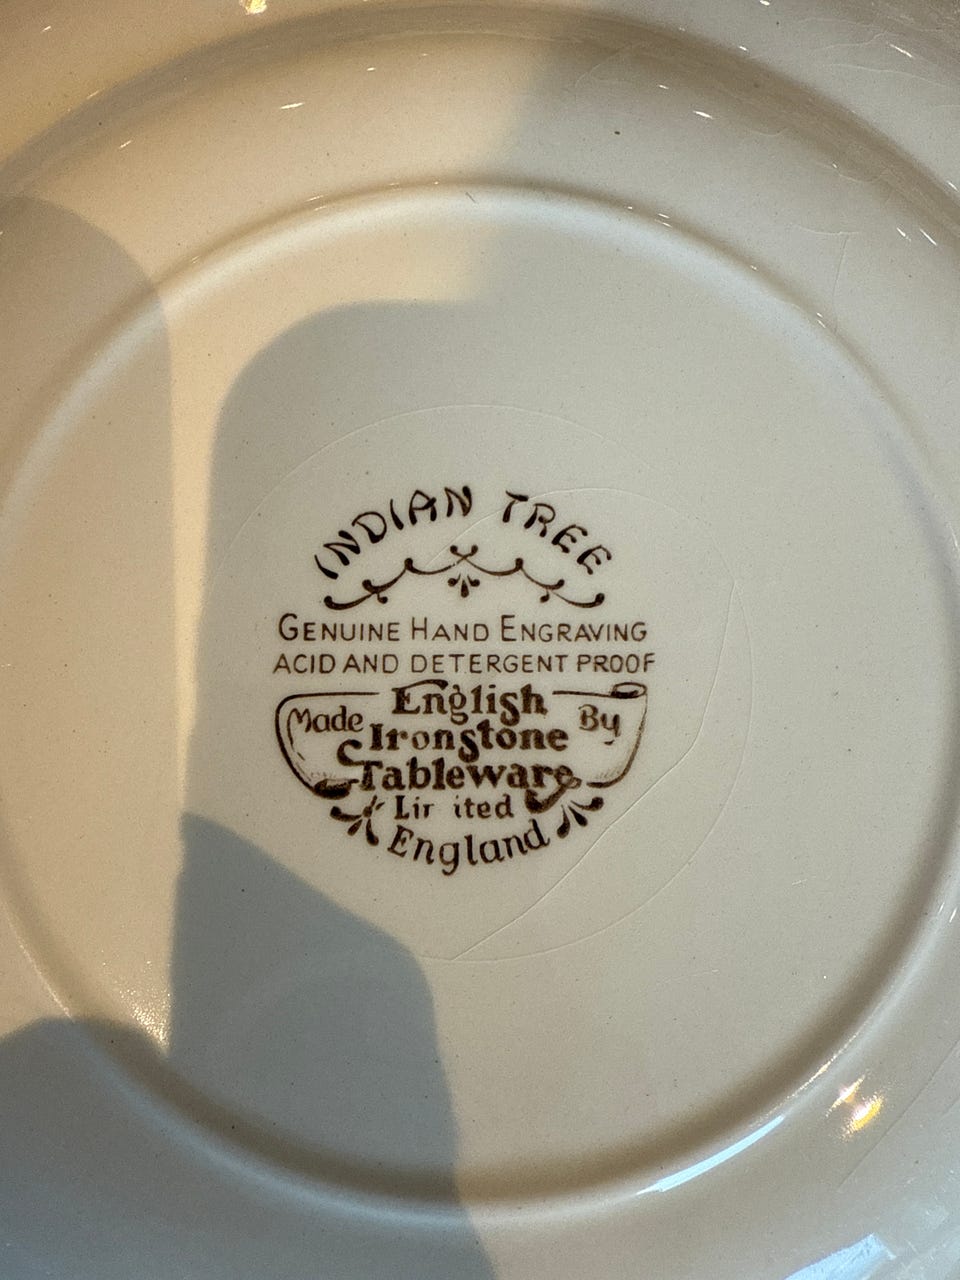 INDIAN TREE
GENUINE HAND ENGRAVING
ACID AND DETERGENT PROOF
Made English By
Ironstone
Tableware
Lir ited
England